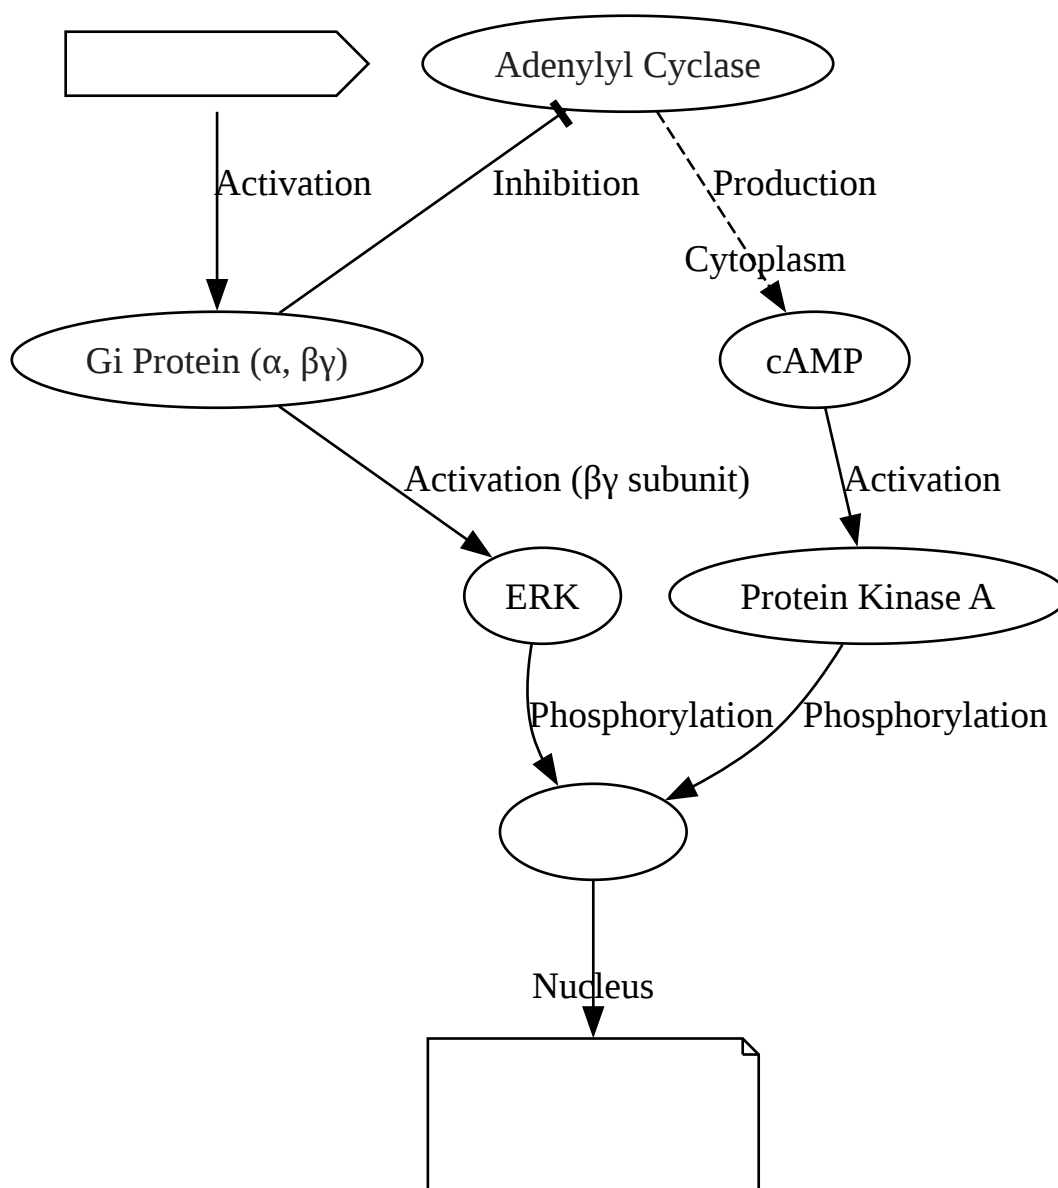 Adenylyl Cyclase
Activation
Inhibition
Production
Cytoplasm
Gi Protein (α, βγ)
cAMP
Activation (βγ subunit)
Activation
ERK
Protein Kinase A
Phosphorylation
Phosphorylation
Nucleus